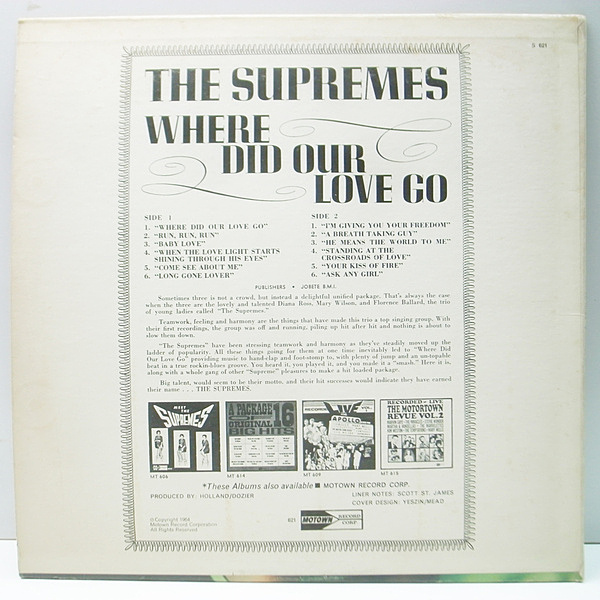 S 621
THE SUPREMES
WHERE
DID OUR
LOVE GO
SIDE 1
1. "WHERE DID OUR LOVE GO"
2. "RUN, RUN, RUN"
3. "BABY LOVE"
4. "WHEN THE LOVE LIGHT STARTS
SHINING THROUGH HIS EYES"
5. "COME SEE ABOUT ME"
6. "LONG GONE LOVER"
SIDE 2
1. "I'M GIVING YOU YOUR FREEDOM"
2. "A BREATH TAKING GUY"
3. "HE MEANS THE WORLD TO ME"
4. "STANDING AT THE
CROSSROADS OF LOVE"
5. "YOUR KISS OF FIRE"
6. "ASK ANY GIRL"
PUBLISHERS • JOBETE B.M.I.
Sometimes three is not a crowd, but instead a delightful unified package. That's always the case
when the three are the lovely and talented Diana Ross, Mary Wilson, and Florence Ballard, the trio
of young ladies called "The Supremes."
Teamwork, feeling and harmony are the things that have made this trio a top singing group. With
their first recordings, the group was off and running, piling up hit after hit and nothing is about to
slow them down.
"The Supremes" have been stressing teamwork and harmony as they've steadily moved up the
ladder of popularity. All these things going for them at one time inevitably led to "Where Did
Our Love Go" providing music to hand-clap and foot-stomp to, with plenty of jump and an un-topable
beat in a true rockin-blues groove. You heard it, you played it, and you made it a "smash." Here it is,
along with a whole gang of other "Supreme" pleasures to make a hit loaded package.
Big talent, would seem to be their motto, and their hit successes would indicate they have earned
their name . . . THE SUPREMES.
MEET
THE
SUPREMES
A PACKAGE
OF 16
ORIGINAL
BIG HITS
RECORDED
LIVE
APOLLO
VOL.
RECORDED-LIVE
THE MOTORTOWN
REVUE VOL.2
MT 606
MT 614
MT 609
MT 615
*These Albums also available ■ MOTOWN RECORD CORP.
PRODUCED BY: HOLLAND/DOZIER
LINER NOTES: SCOTT ST. JAMES
COVER DESIGN: YESZIN/MEAD
© Copyright 1964
Motown Record Corporation
All Rights Reserved
621
MOTOWN
RECORD
CORP.